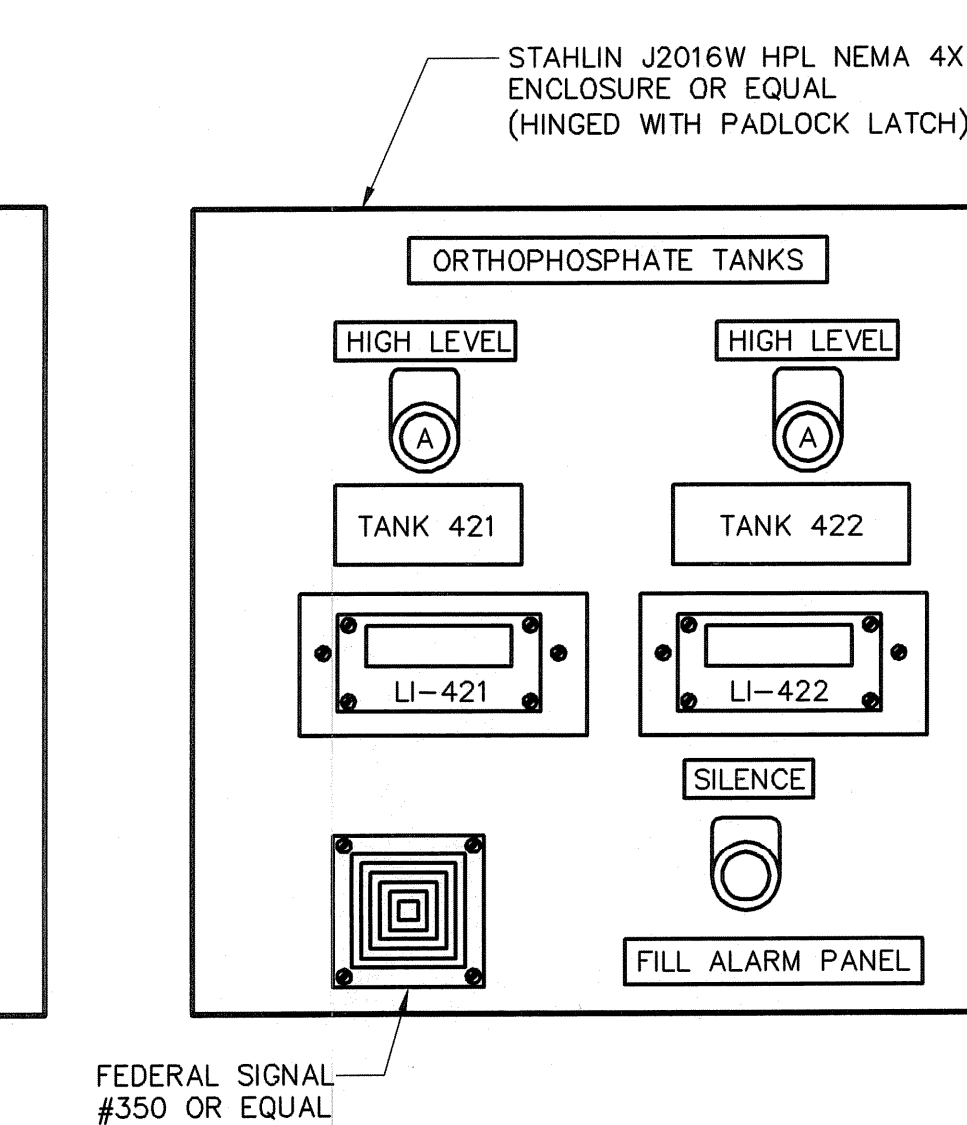 STAHLIN J2016W HPL NEMA 4X
ENCLOSURE OR EQUAL
(HINGED WITH PADLOCK LATCH)
ORTHOPHOSPHATE TANKS
HIGH LEVEL
HIGH LEVEL
A
A
TANK 421
TANK 422
LI-421
LI-422
SILENCE
FILL ALARM PANEL
FEDERAL SIGNAL
#350 OR EQUAL